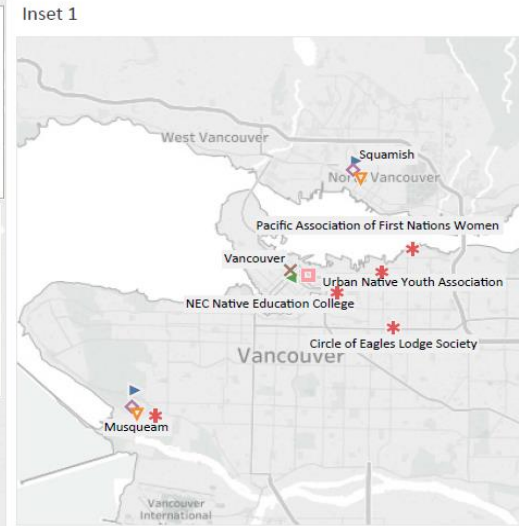 Inset 1
West Vancouver
Squamish
North Vancouver
Pacific Association of First Nations Women
Vancouver
Urban Native Youth Association
NEC Native Education College
Circle of Eagles Lodge Society
Vancouver
Musqueam
Vancouver
International